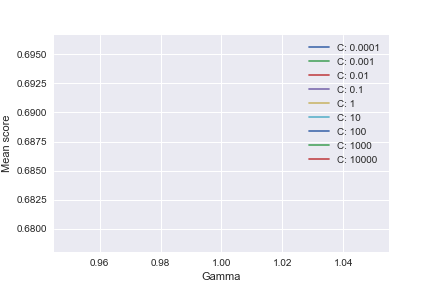 0.6950
0.6925
0.6900
0.6875
0.6850
0.6825
0.6800
Mean score
C: 0.0001
C: 0.001
C: 0.01
C: 0.1
C: 1
C: 10
C: 100
C: 1000
C: 10000
0.96 0.98 1.00 1.02 1.04
Gamma